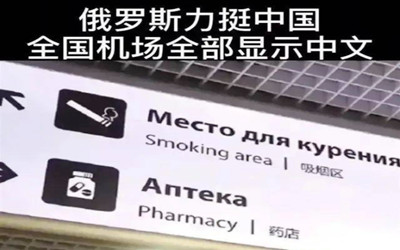 俄罗斯力挺中国
全国机场全部显示中文
Место для курения
Smoking area | 吸烟区
Аптека
Pharmacy | 药店